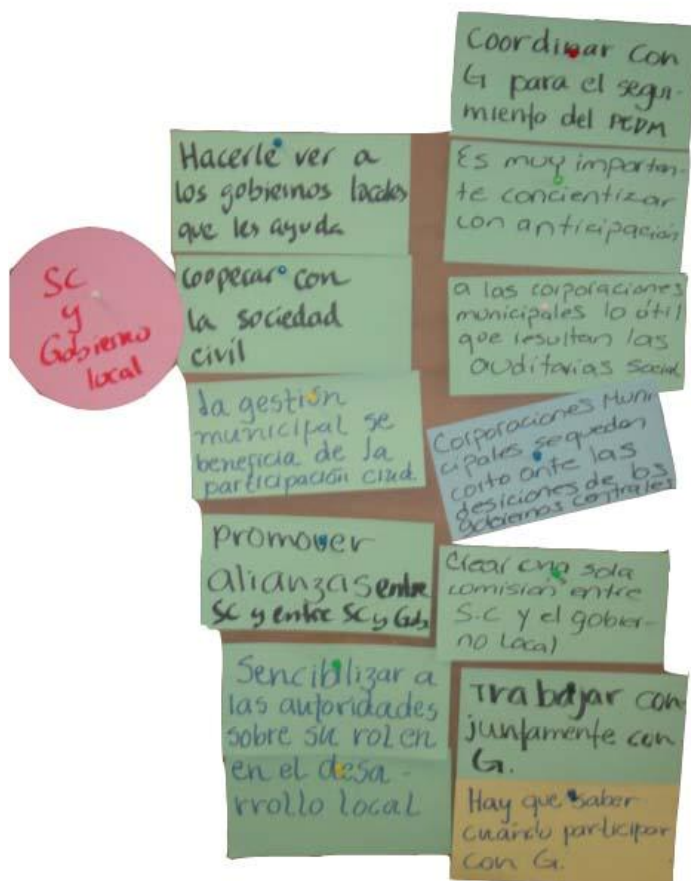 SC
y
Gobierno
local
Hacerle ver a
los gobiernos locales
que les ayuda
cooperar con
la sociedad
civil
La gestión
municipal se
beneficia de la
participación ciud.
Promover
alianzas entre
SC y entre SC y Gob
Sencibilizar a
las autoridades
sobre su rol en
en el desa-
rrollo local
Coordinar con
G para el segui-
miento del PEDM
Es muy importan-
te concientizar
con anticipación
a las corporaciones
municipales lo útil
que resultan las
auditarias social
Corporaciones Muni
cipales se quedan
corto ante las
desiciones de los
gobiernos centrales
Crear una sola
comisión entre
S.C y el gobier-
no local
Trabajar con
juntamente con
G.
Hay que saber
cuándo participar
con G.